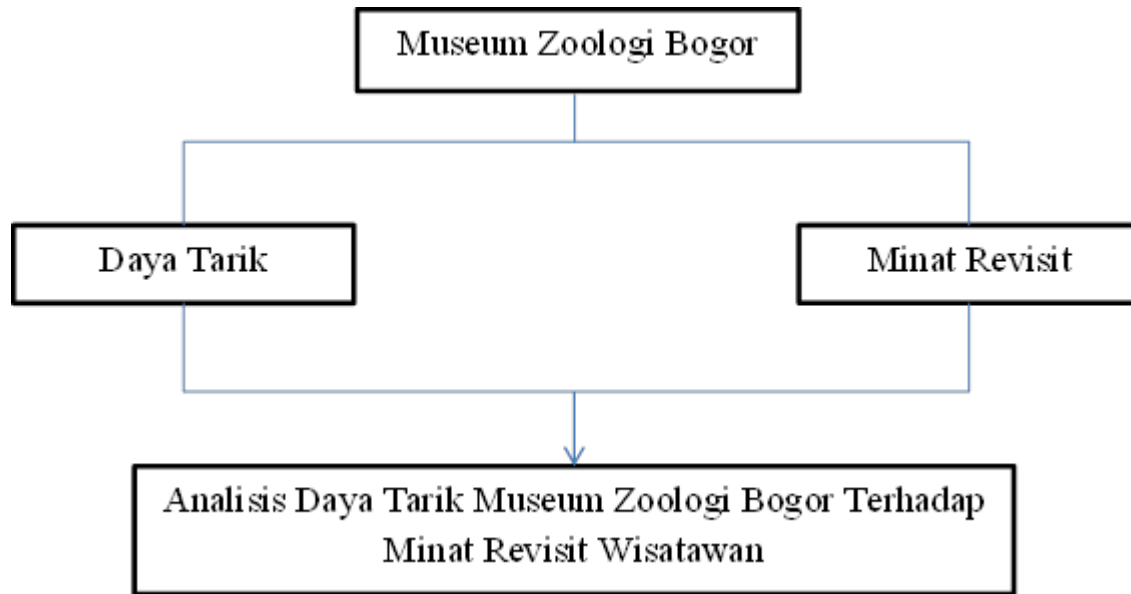 Museum Zoologi Bogor
Daya Tarik
Minat Revisit
Analisis Daya Tarik Museum Zoologi Bogor Terhadap
Minat Revisit Wisatawan